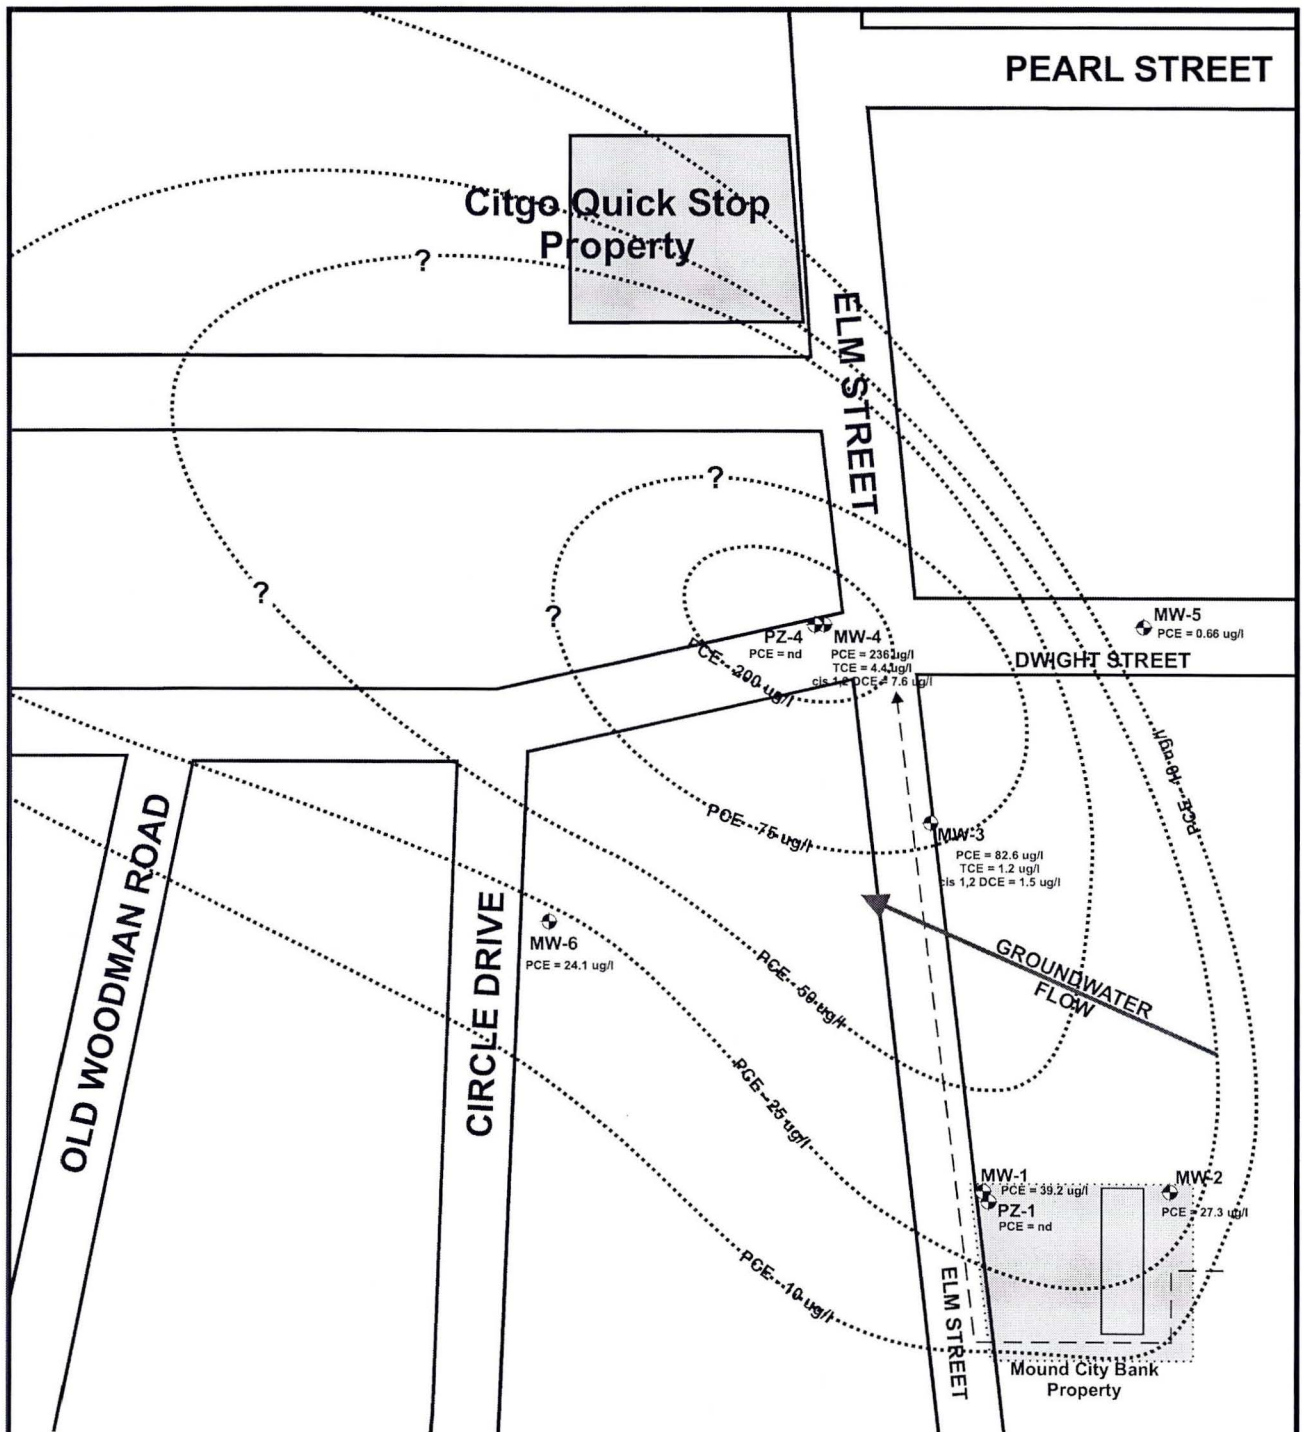 PEARL STREET
Citgo Quick Stop
Property
?
ELM STREET
?
?
?
MW-5
PCE = 0.66 ug/l
PZ-4
PCE = nd
MW-4
PCE = 236 ug/l
TCE = 4.4 ug/l
cis 1,2 DCE = 7.6 ug/l
DWIGHT STREET
PCE - 200 ug/l
PCE - 10 ug/l
PCE - 75 ug/l
MW-3
PCE = 82.6 ug/l
TCE = 1.2 ug/l
cis 1,2 DCE = 1.5 ug/l
OLD WOODMAN ROAD
CIRCLE DRIVE
MW-6
PCE = 24.1 ug/l
GROUNDWATER
FLOW
PCE - 50 ug/l
PCE - 25 ug/l
MW-1
PCE = 39.2 ug/l
PZ-1
PCE = nd
MW-2
PCE = 27.3 ug/l
PCE - 10 ug/l
ELM STREET
Mound City Bank
Property